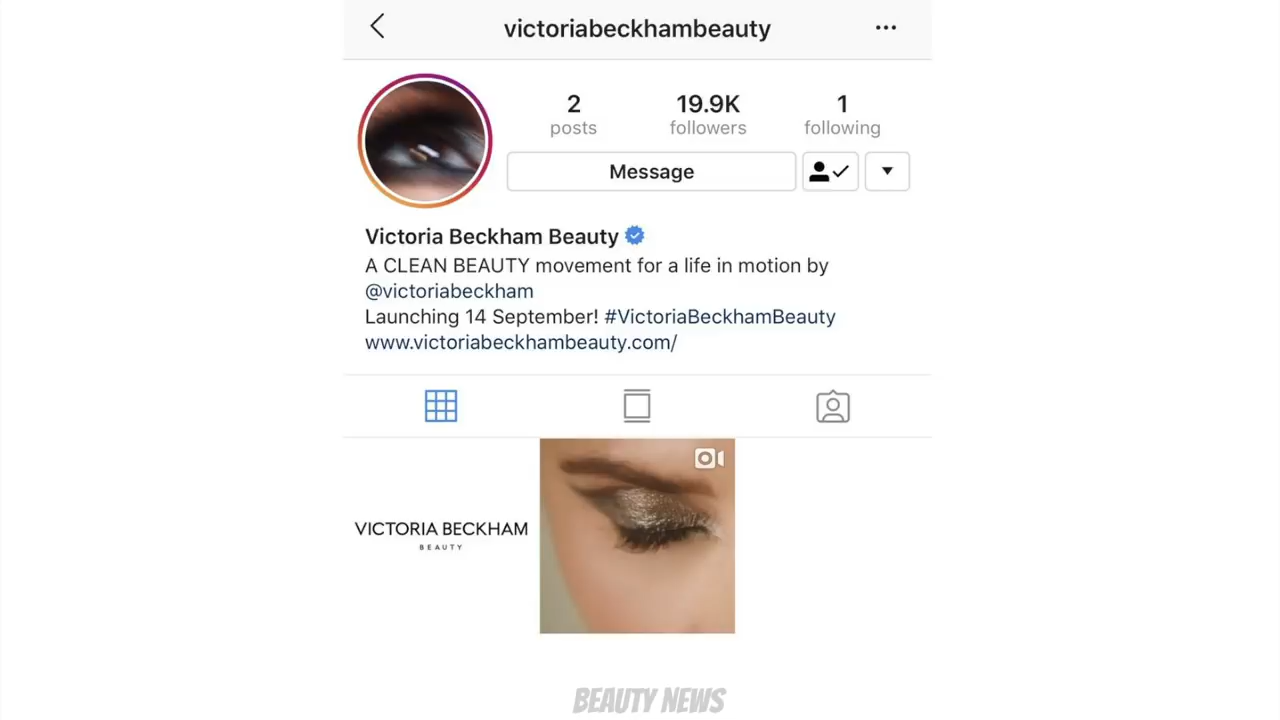 victoriabeckhambeauty
2 19.9K 1
posts followers following
Message
Victoria Beckham Beauty
A CLEAN BEAUTY movement for a life in motion by
@victoriabeckham
Launching 14 September! #VictoriaBeckhamBeauty
www.victoriabeckhambeauty.com/
VICTORIA BECKHAM
BEAUTY
BEAUTY NEWS